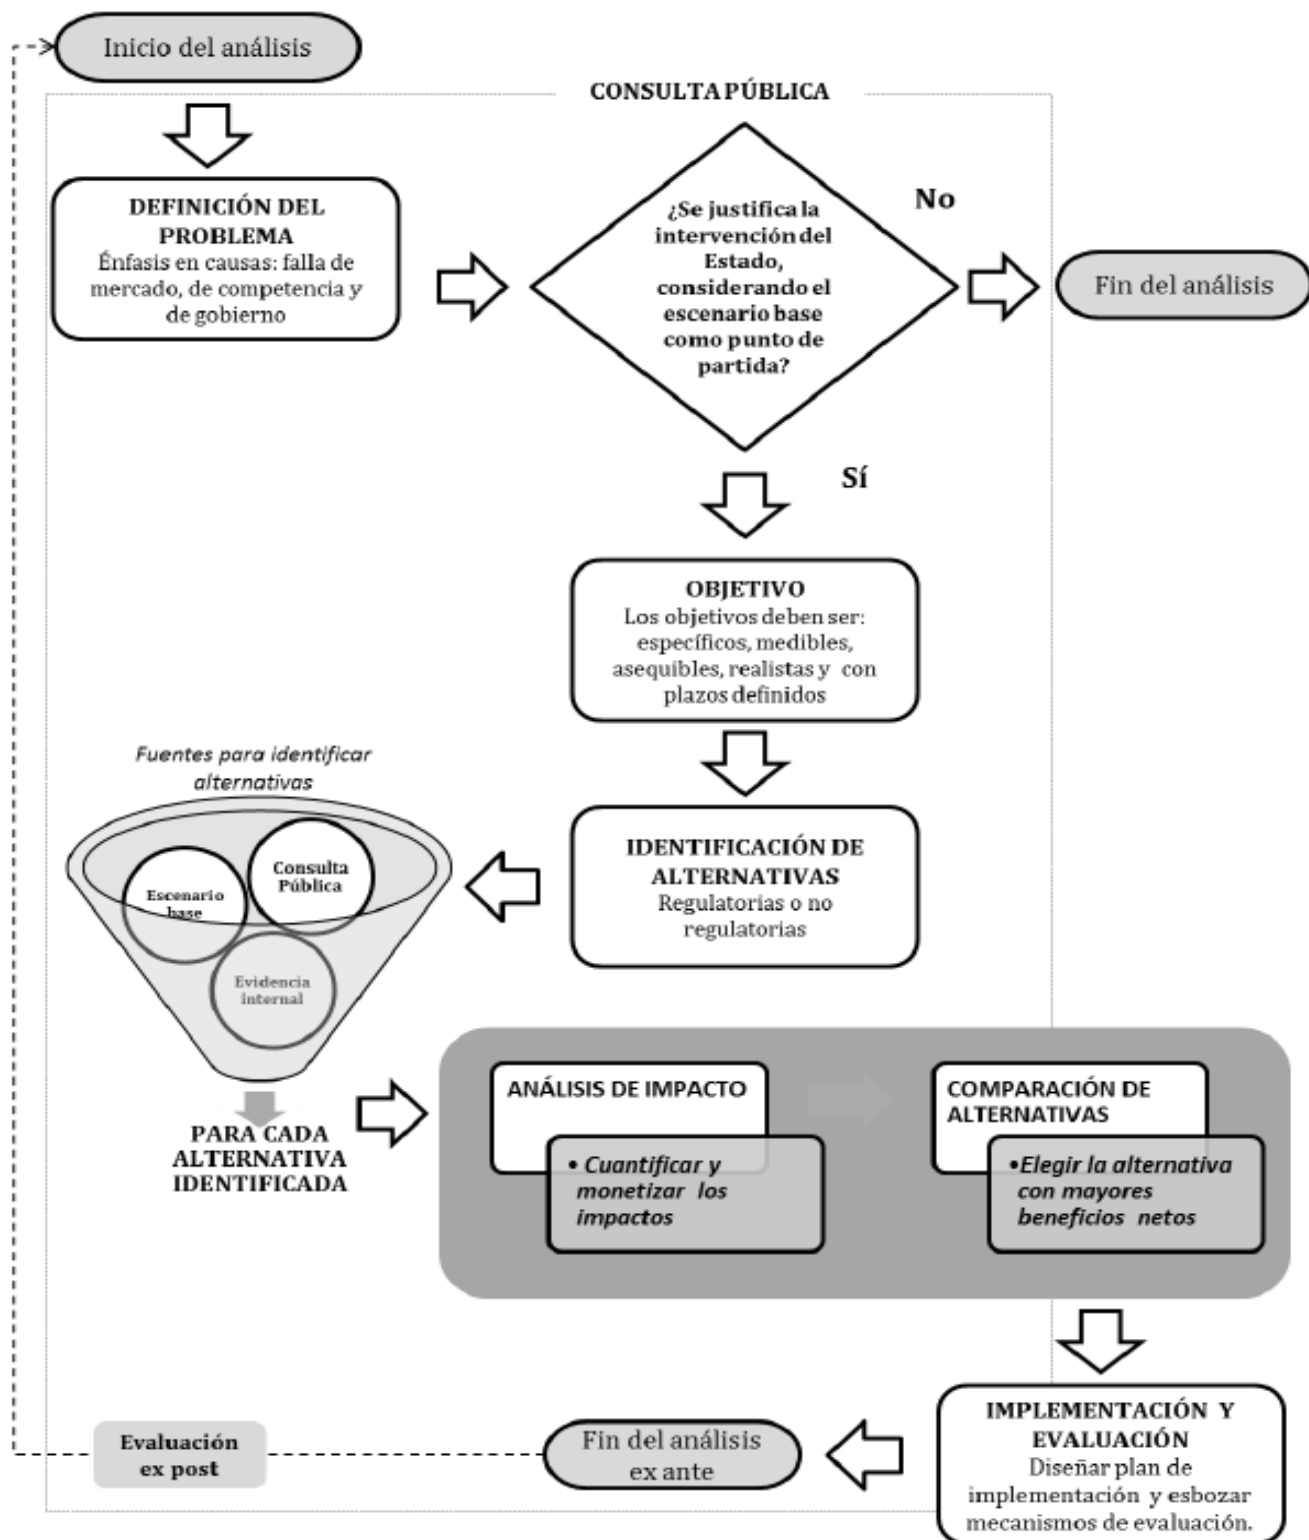 Inicio del análisis
CONSULTA PÚBLICA
DEFINICIÓN DEL
PROBLEMA
Énfasis en causas: falla de
mercado, de competencia y
de gobierno
¿Se justifica la
intervención del
Estado,
considerando el
escenario base
como punto de
partida?
No
Fin del análisis
Sí
OBJETIVO
Los objetivos deben ser:
específicos, medibles,
asequibles, realistas y con
plazos definidos
IDENTIFICACIÓN DE
ALTERNATIVAS
Regulatorias o no
regulatorias
Fuentes para identificar
alternativas
Consulta
Pública
Escenario
base
Evidencia
internal
PARA CADA
ALTERNATIVA
IDENTIFICADA
ANÁLISIS DE IMPACTO
• Cuantificar y
monetizar los
impactos
COMPARACIÓN DE
ALTERNATIVAS
•Elegir la alternativa
con mayores
beneficios netos
IMPLEMENTACIÓN Y
EVALUACIÓN
Diseñar plan de
implementación y esbozar
mecanismos de evaluación.
Fin del análisis
ex ante
Evaluación
ex post